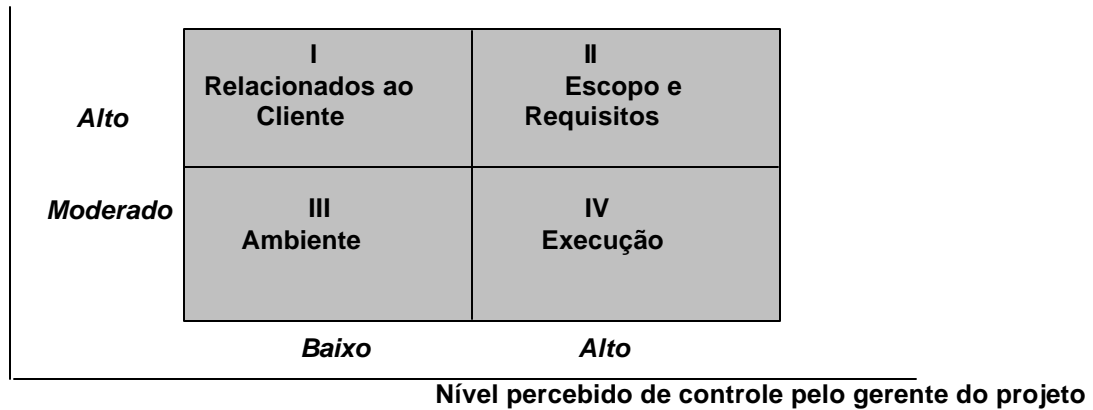 I
Relacionados ao
Cliente
II
Escopo e
Requisitos
Alto
Moderado
III
Ambiente
IV
Execução
Baixo
Alto
Nível percebido de controle pelo gerente do projeto